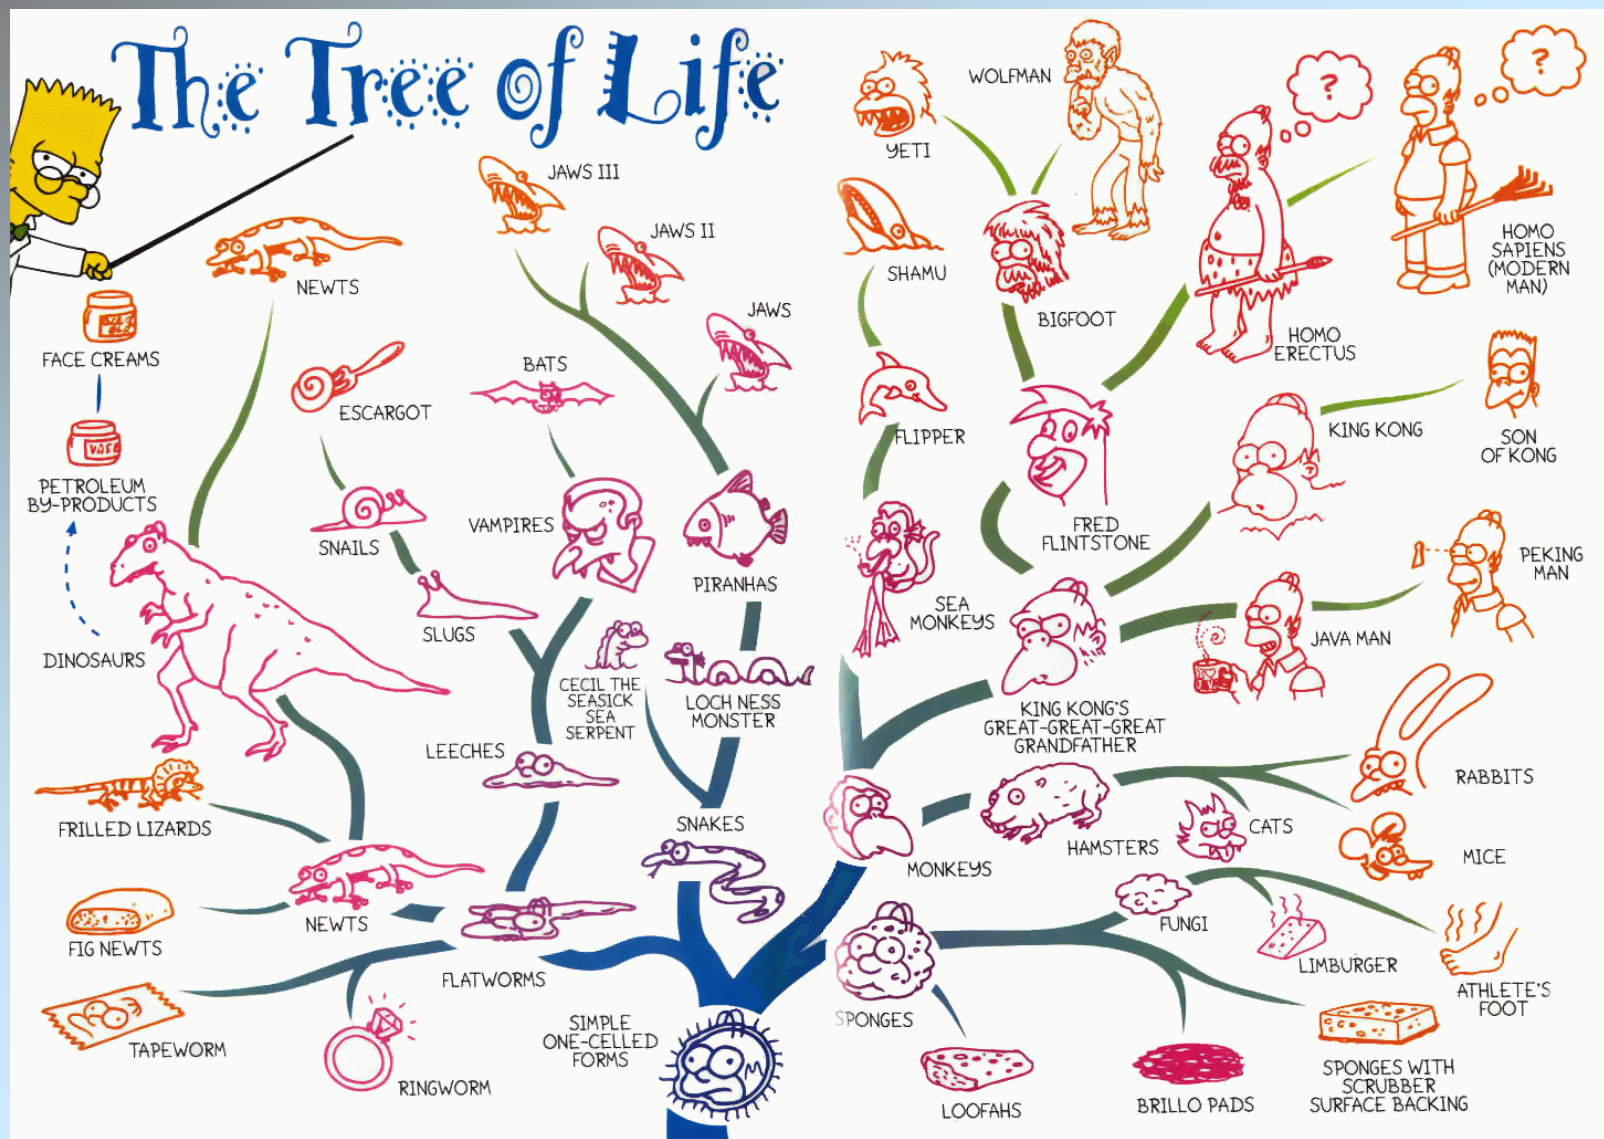 The Tree of Life
YETI
WOLFMAN
?
?
JAWS III
JAWS II
JAWS
NEWTS
SHAMU
BIGFOOT
HOMO
SAPIENS
(MODERN
MAN)
HOMO
ERECTUS
FACE CREAMS
ESCARGOT
BATS
FLIPPER
KING KONG
SON
OF KONG
VASE
PETROLEUM
BY-PRODUCTS
SNAILS
VAMPIRES
PIRANHAS
SEA
MONKEYS
FRED
FLINTSTONE
PEKING
MAN
DINOSAURS
SLUGS
CECIL THE
SEASICK
SEA
SERPENT
LOCH NESS
MONSTER
KING KONG'S
GREAT-GREAT-GREAT
GRANDFATHER
JAVA MAN
LEECHES
FRILLED LIZARDS
SNAKES
MONKEYS
HAMSTERS
CATS
RABBITS
MICE
FIG NEWTS
NEWTS
FLATWORMS
FUNGI
LIMBURGER
ATHLETE'S
FOOT
TAPEWORM
RINGWORM
SIMPLE
ONE-CELLED
FORMS
SPONGES
LOOFAHS
BRILLO PADS
SPONGES WITH
SCRUBBER
SURFACE BACKING